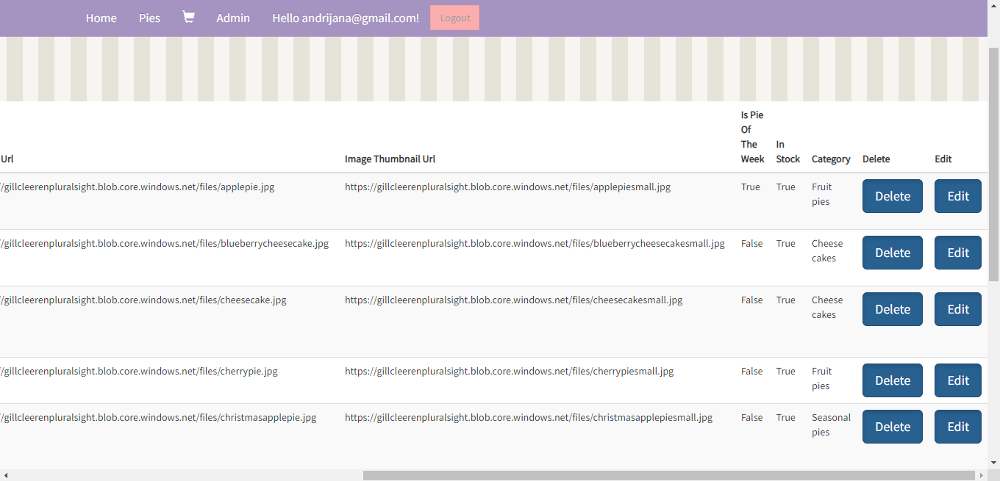 Home Pies Admin Hello andrijana@gmail.com! Logout
Is Pie
Of
The In
Url Image Thumbnail Url Week Stock Category Delete Edit
/gillcleerenpluralsight.blob.core.windows.net/files/applepie.jpg https://gillcleerenpluralsight.blob.core.windows.net/files/applepiesmall.jpg True True Fruit Delete Edit
pies
/gillcleerenpluralsight.blob.core.windows.net/files/blueberrycheesecake.jpg https://gillcleerenpluralsight.blob.core.windows.net/files/blueberrycheesecakesmall.jpg False True Cheese Delete Edit
cakes
/gillcleerenpluralsight.blob.core.windows.net/files/cheesecake.jpg https://gillcleerenpluralsight.blob.core.windows.net/files/cheesecakesmall.jpg False True Cheese Delete Edit
cakes
/gillcleerenpluralsight.blob.core.windows.net/files/cherrypie.jpg https://gillcleerenpluralsight.blob.core.windows.net/files/cherrypiesmall.jpg False True Fruit Delete Edit
pies
/gillcleerenpluralsight.blob.core.windows.net/files/christmasapplepie.jpg https://gillcleerenpluralsight.blob.core.windows.net/files/christmasapplepiesmall.jpg False True Seasonal Delete Edit
pies